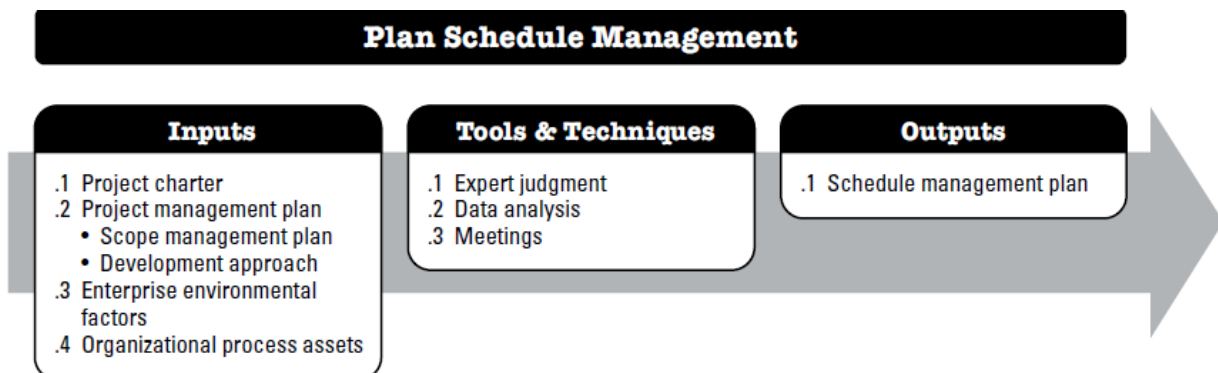 Plan Schedule Management
Inputs
.1 Project charter
.2 Project management plan
• Scope management plan
• Development approach
.3 Enterprise environmental
factors
.4 Organizational process assets
Tools & Techniques
.1 Expert judgment
.2 Data analysis
.3 Meetings
Outputs
.1 Schedule management plan